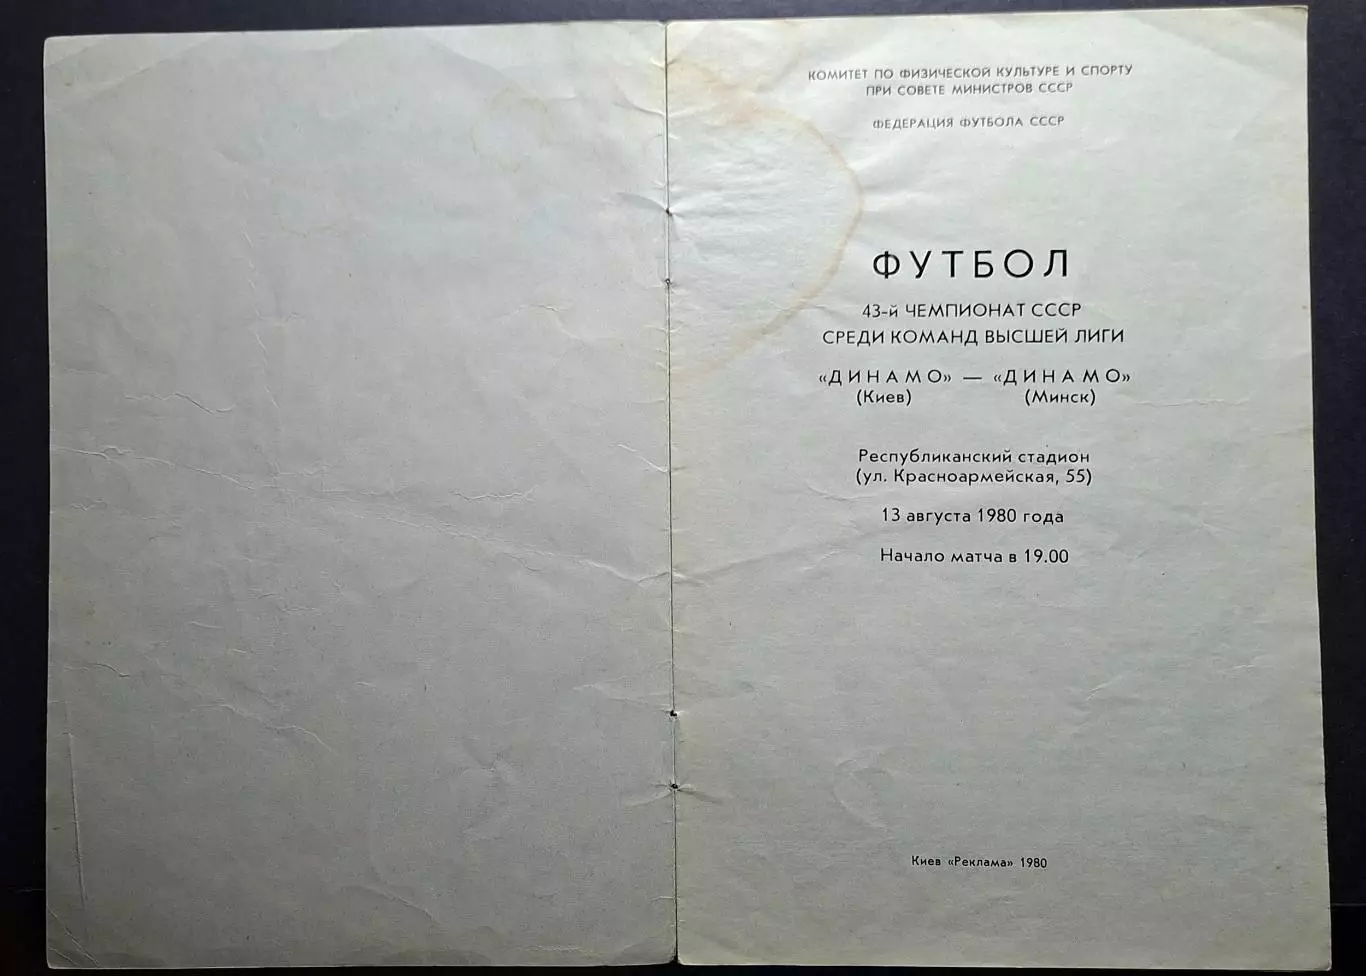 КОМИТЕТ ПО ФИЗИЧЕСКОЙ КУЛЬТУРЕ И СПОРТУ
ПРИ СОВЕТЕ МИНИСТРОВ СССР
ФЕДЕРАЦИЯ ФУТБОЛА СССР
ФУТБОЛ
43-й ЧЕМПИОНАТ СССР
СРЕДИ КОМАНД ВЫСШЕЙ ЛИГИ
«ДИНАМО» — «ДИНАМО»
(Киев) (Минск)
Республиканский стадион
(ул. Красноармейская, 55)
13 августа 1980 года
Начало матча в 19.00
Киев «Реклама» 1980